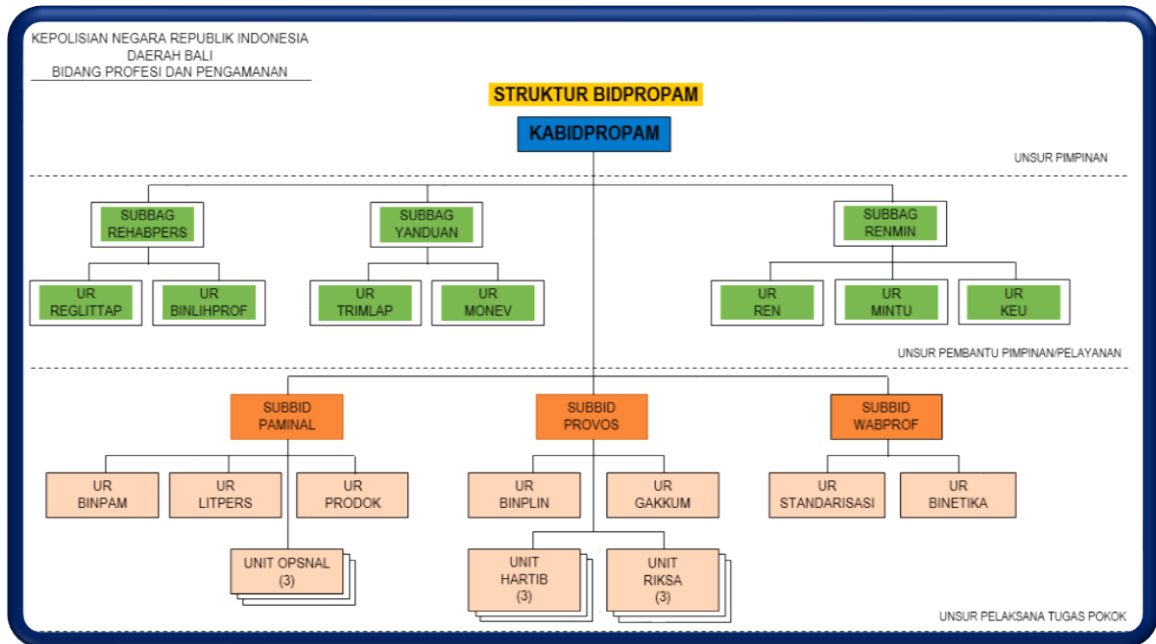 KEPOLISIAN NEGARA REPUBLIK INDONESIA
DAERAH BALI
BIDANG PROFESI DAN PENGAMANAN
STRUKTUR BIDPROPAM
KABIDPROPAM
UNSUR PIMPINAN
SUBBAG
REHABPERS
SUBBAG
YANDUAN
SUBBAG
RENMIN
UR
REGLITTAP
UR
BINLIHPROF
UR
TRIMLAP
UR
MONEV
UR
REN
UR
MINTU
UR
KEU
UNSUR PEMBANTU PIMPINAN/PELAYANAN
SUBBID
PAMINAL
SUBBID
PROVOS
SUBBID
WABPROF
UR
BINPAM
UR
LITPERS
UR
PRODOK
UR
BINPLIN
UR
GAKKUM
UR
STANDARISASI
UR
BINETIKA
UNIT OPSNAL
(3)
UNIT
HARTIB
(3)
UNIT
RIKSA
(3)
UNSUR PELAKSANA TUGAS POKOK